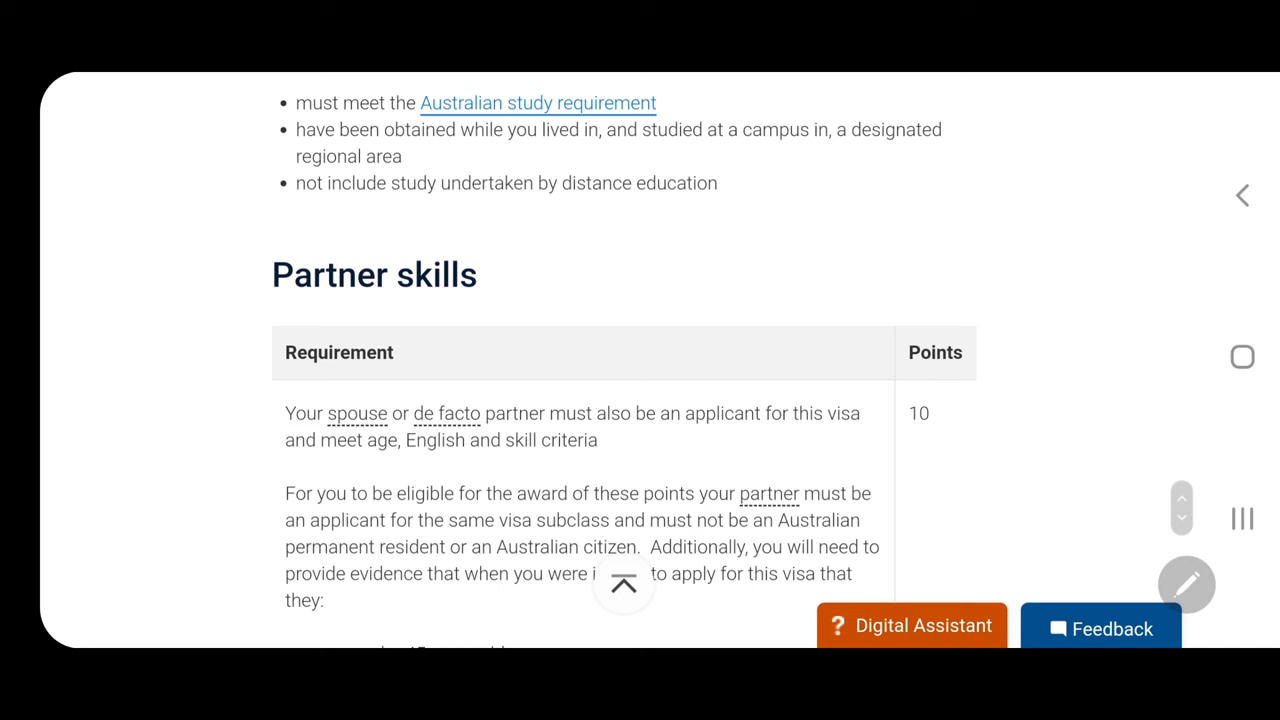 must meet the Australian study requirement
have been obtained while you lived in, and studied at a campus in, a designated
regional area
not include study undertaken by distance education
Partner skills
Requirement Points
Your spouse or de facto partner must also be an applicant for this visa 10
and meet age, English and skill criteria
For you to be eligible for the award of these points your partner must be
an applicant for the same visa subclass and must not be an Australian
permanent resident or an Australian citizen. Additionally, you will need to
provide evidence that when you were to apply for this visa that
they:
? Digital Assistant
Feedback